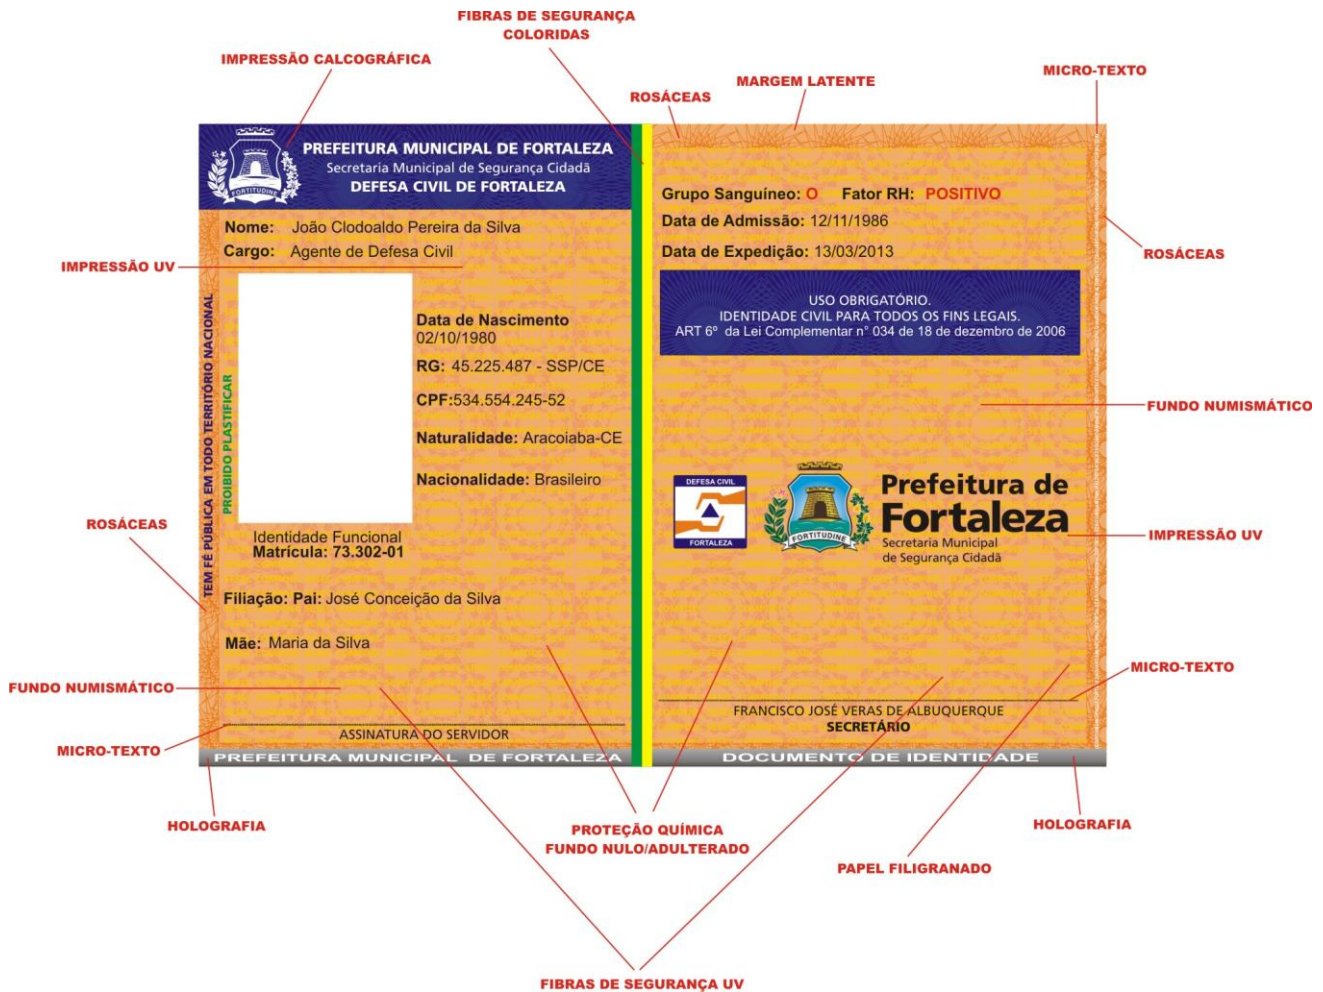 FIBRAS DE SEGURANÇA
COLORIDAS
IMPRESSÃO CALCOGRÁFICA
MICRO-TEXTO
MARGEM LATENTE
ROSÁCEAS
PREFEITURA MUNICIPAL DE FORTALEZA
Secretaria Municipal de Segurança Cidadã
DEFESA CIVIL DE FORTALEZA
FORTITUDINE
Nome: João Clodoaldo Pereira da Silva
Cargo: Agente de Defesa Civil
IMPRESSÃO UV
TEM FÉ PÚBLICA EM TODO TERRITÓRIO NACIONAL
PROIBIDO PLASTIFICAR
Data de Nascimento
02/10/1980
RG: 45.225.487 - SSP/CE
CPF:534.554.245-52
Naturalidade: Aracoiaba-CE
Nacionalidade: Brasileiro
Identidade Funcional
Matrícula: 73.302-01
ROSÁCEAS
Filiação: Pai: José Conceição da Silva
Mãe: Maria da Silva
FUNDO NUMISMÁTICO
MICRO-TEXTO
ASSINATURA DO SERVIDOR
PREFEITURA MUNICIPAL DE FORTALEZA
HOLOGRAFIA
Grupo Sanguíneo: O Fator RH: POSITIVO
Data de Admissão: 12/11/1986
Data de Expedição: 13/03/2013
ROSÁCEAS
USO OBRIGATÓRIO.
IDENTIDADE CIVIL PARA TODOS OS FINS LEGAIS.
ART 6º da Lei Complementar n° 034 de 18 de dezembro de 2006
FUNDO NUMISMÁTICO
DEFESA CIVIL
FORTALEZA
FORTITUDINE
Prefeitura de
Fortaleza
Secretaria Municipal
de Segurança Cidadã
IMPRESSÃO UV
MICRO-TEXTO
FRANCISCO JOSÉ VERAS DE ALBUQUERQUE
SECRETÁRIO
DOCUMENTO DE IDENTIDADE
HOLOGRAFIA
PROTEÇÃO QUÍMICA
FUNDO NULO/ADULTERADO
PAPEL FILIGRANADO
FIBRAS DE SEGURANÇA UV